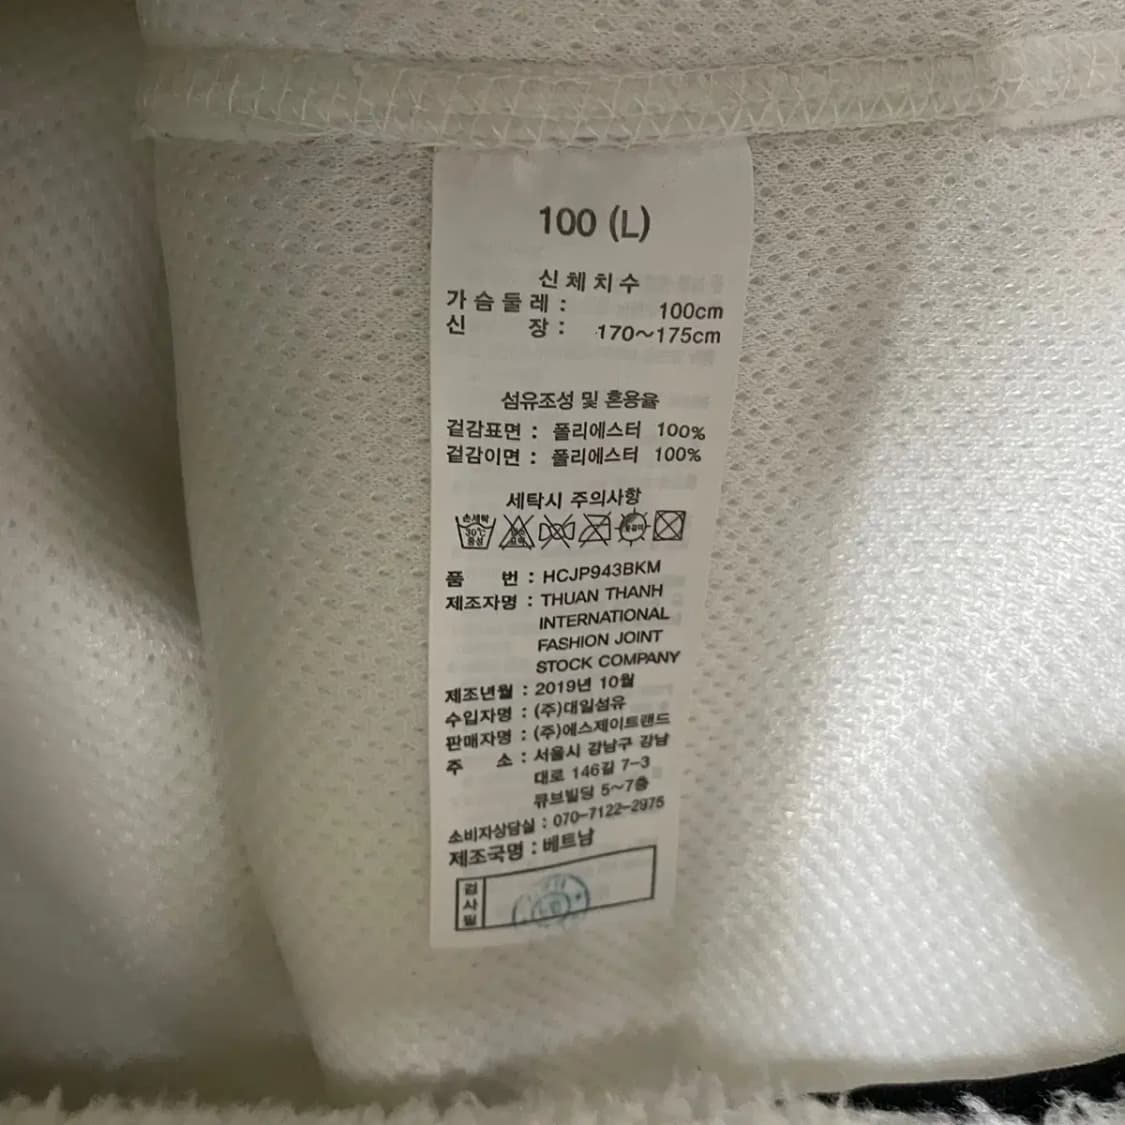 100 (L)
신체치수
가슴둘레 : 100cm
신 장 : 170~175cm
섬유조성 및 혼용율
겉감표면 : 폴리에스터 100%
겉감이면 : 폴리에스터 100%
세탁시 주의사항
손세탁
30℃
중성
품 번 : HCJP943BKM
제조자명 : THUAN THANH
INTERNATIONAL
FASHION JOINT
STOCK COMPANY
제조년월 : 2019년 10월
수입자명 : (주)대일섬유
판매자명 : (주)에스제이트랜드
주 소 : 서울시 강남구 강남
대로 146길 7-3
큐브빌딩 5~7층
소비자상담실 : 070-7122-2975
제조국명 : 베트남
검사필